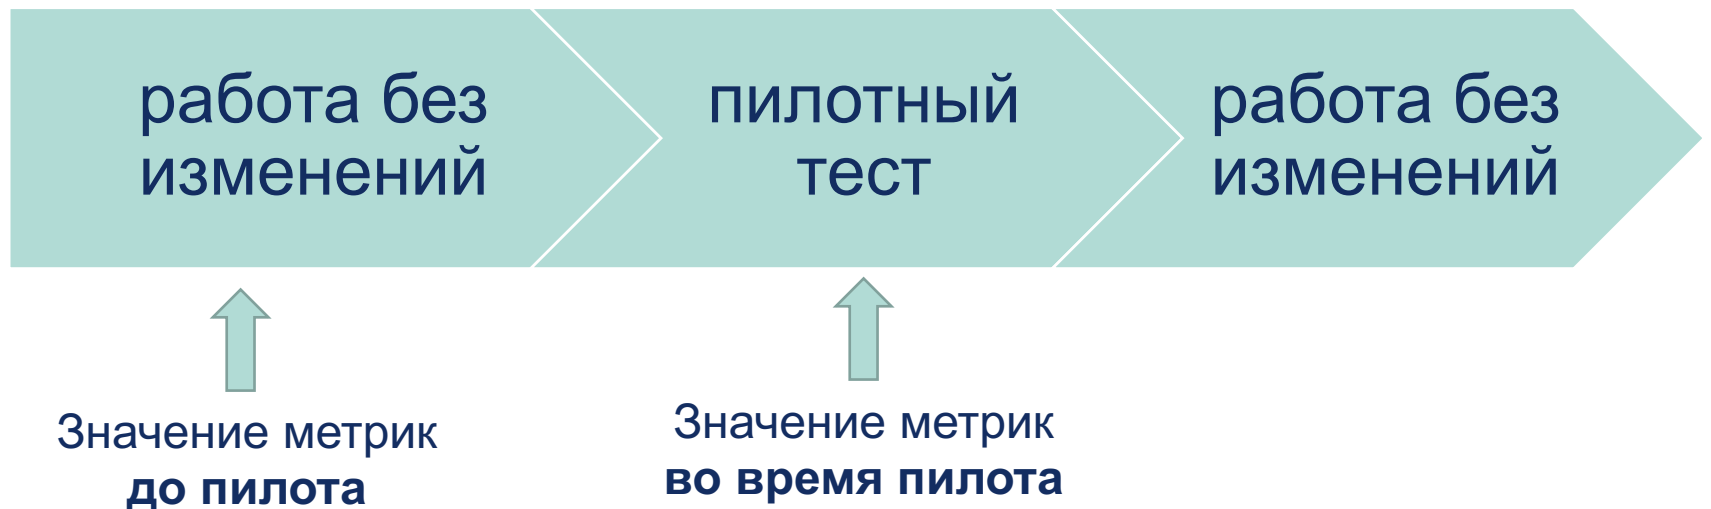 работа без
изменений
пилотный
тест
работа без
изменений
Значение метрик
до пилота
Значение метрик
во время пилота